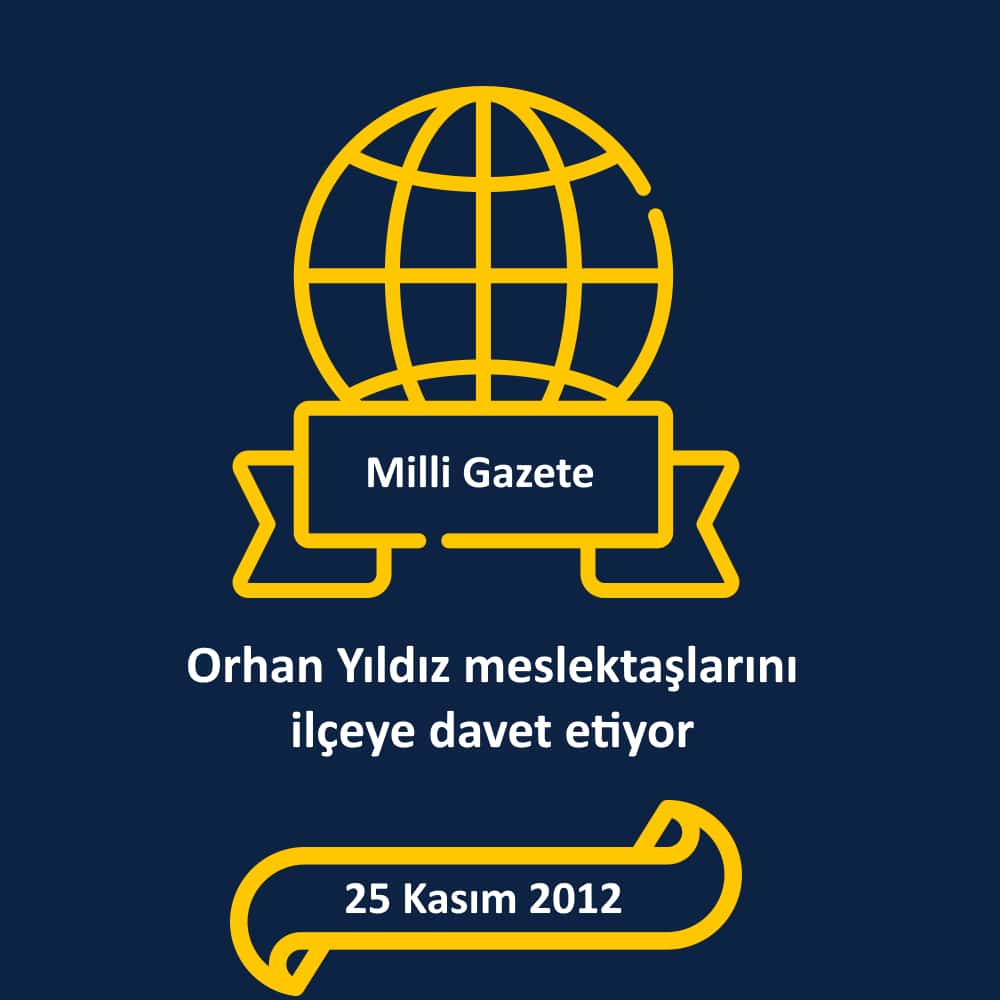 Milli Gazete
Orhan Yıldız meslektaşlarını
ilçeye davet etiyor
25 Kasım 2012